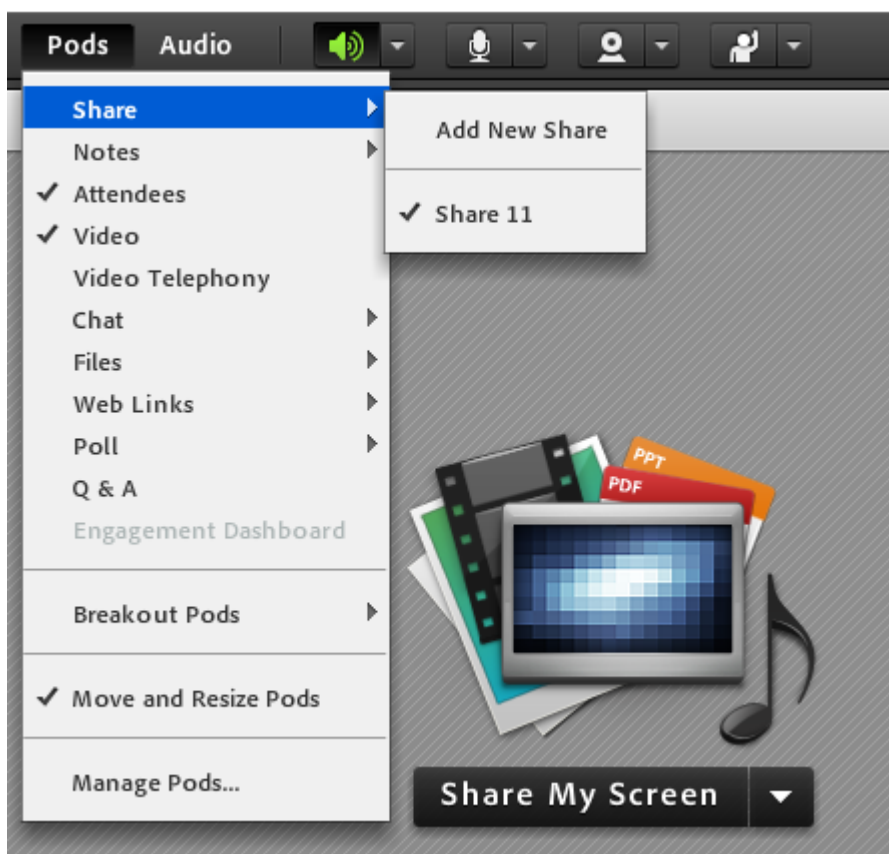 Pods Audio
Share
Add New Share
Notes
Attendees
Share 11
Video
Video Telephony
Chat
Files
Web Links
Poll
PPT
Q & A
PDF
Engagement Dashboard
Breakout Pods
Move and Resize Pods
Manage Pods...
Share My Screen